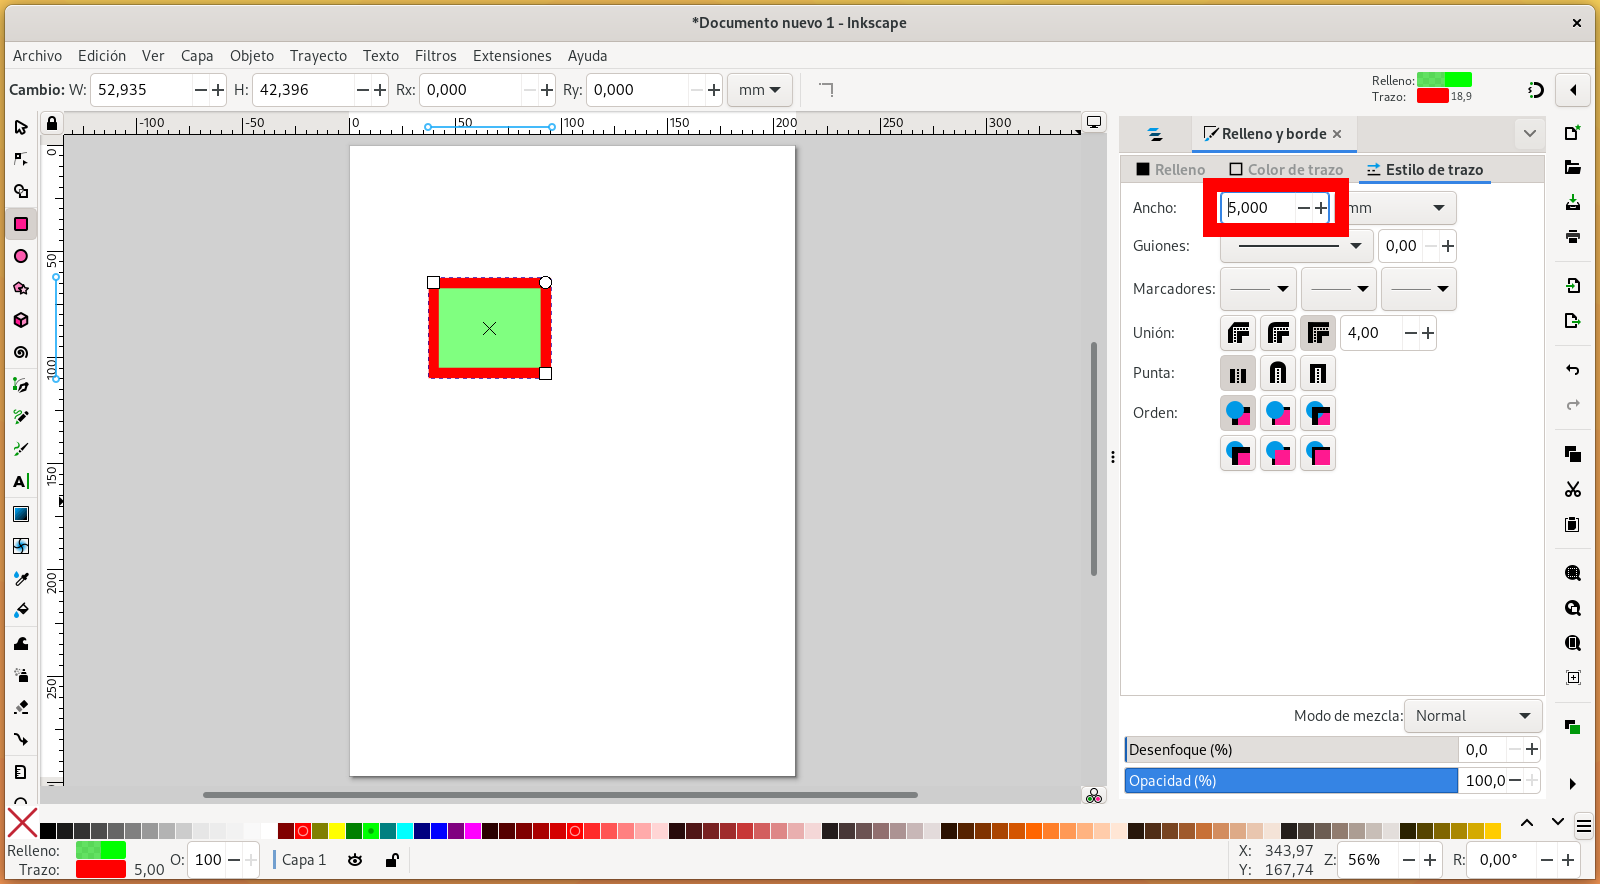 *Documento nuevo 1 - Inkscape
Archivo Edición Ver Capa Objeto Trayecto Texto Filtros Extensiones Ayuda
Cambio: W: 52,935 H: 42,396 Rx: 0,000 Ry: 0,000 mm
Relleno:
Trazo: 18,9
-100 -50 0 50 100 150 200 250 300
0
50
100
150
200
250
Relleno y borde
Relleno Color de trazo Estilo de trazo
Ancho: 5,000 mm
Guiones: 0,00
Marcadores:
Unión: 4,00
Punta:
Orden:
Modo de mezcla: Normal
Desenfoque (%) 0,0
Opacidad (%) 100,0
Relleno:
Trazo: 5,00
O: 100
Capa 1
X: 343,97
Y: 167,74
Z: 56%
R: 0,00°